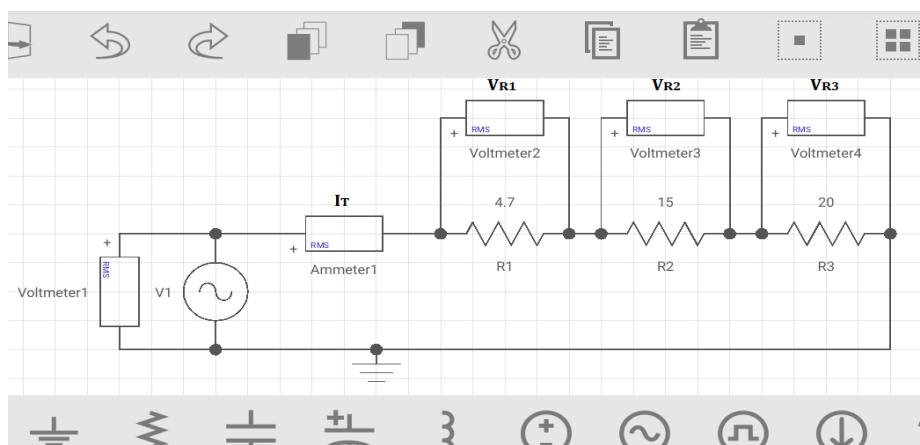 VR1 VR2 VR3
RMS RMS RMS
+ + +
Voltmeter2 Voltmeter3 Voltmeter4
IT 4.7 15 20
+ RMS
+
Ammeter1 R1 R2 R3
RMS
Voltmeter1 V1